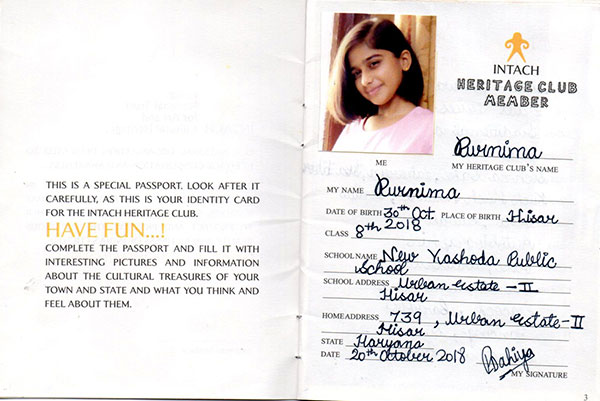 THIS IS A SPECIAL PASSPORT. LOOK AFTER IT
CAREFULLY, AS THIS IS YOUR IDENTITY CARD
FOR THE INTACH HERITAGE CLUB.
HAVE FUN...!
COMPLETE THE PASSPORT AND FILL IT WITH
INTERESTING PICTURES AND INFORMATION
ABOUT THE CULTURAL TREASURES OF YOUR
TOWN AND STATE AND WHAT YOU THINK AND
FEEL ABOUT THEM.
INTACH
HERITAGE CLUB
MEMBER
ME
Purnima
MY HERITAGE CLUB'S NAME
MY NAME Purnima
DATE OF BIRTH 30th Oct PLACE OF BIRTH Hisar
2018
CLASS 8th
SCHOOL NAME New Yashoda Public
School
SCHOOL ADDRESS Urban Estate - II
Hisar
HOME ADDRESS 739, Urban Estate-II
Hisar
STATE Haryana
DATE 20th October 2018
MY SIGNATURE
3